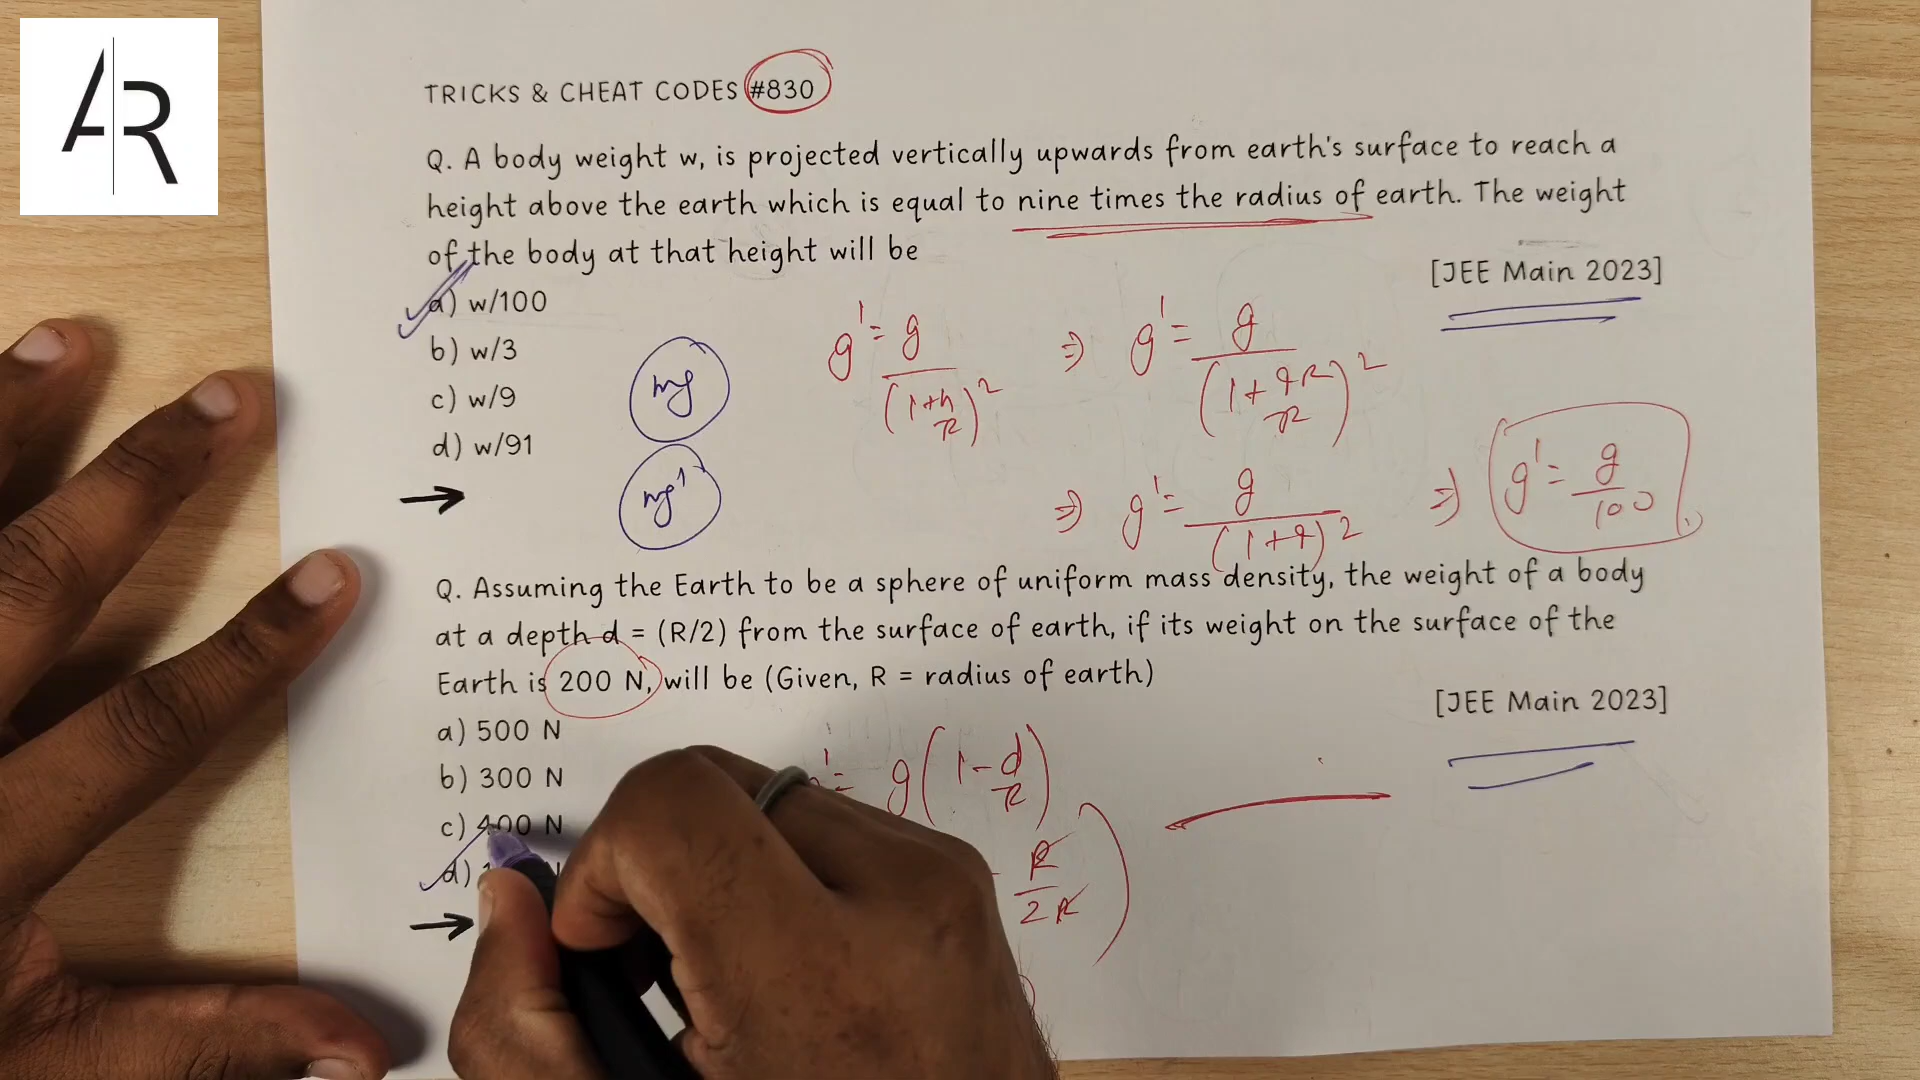 AR
TRICKS & CHEAT CODES #830
Q. A body weight w, is projected vertically upwards from earth's surface to reach a
height above the earth which is equal to nine times the radius of earth. The weight
of the body at that height will be
[JEE Main 2023]
a) w/100
b) w/3
c) w/9
d) w/91
mg
mg'
g' = g / (1+h/R)^2
⇒ g' = g / (1+9R/R)^2
⇒ g' = g / (1+9)^2
⇒ g' = g/100
Q. Assuming the Earth to be a sphere of uniform mass density, the weight of a body
at a depth d = (R/2) from the surface of earth, if its weight on the surface of the
Earth is 200 N, will be (Given, R = radius of earth)
[JEE Main 2023]
a) 500 N
b) 300 N
c) 400 N
d)
g(1-d/R)
R/2R)